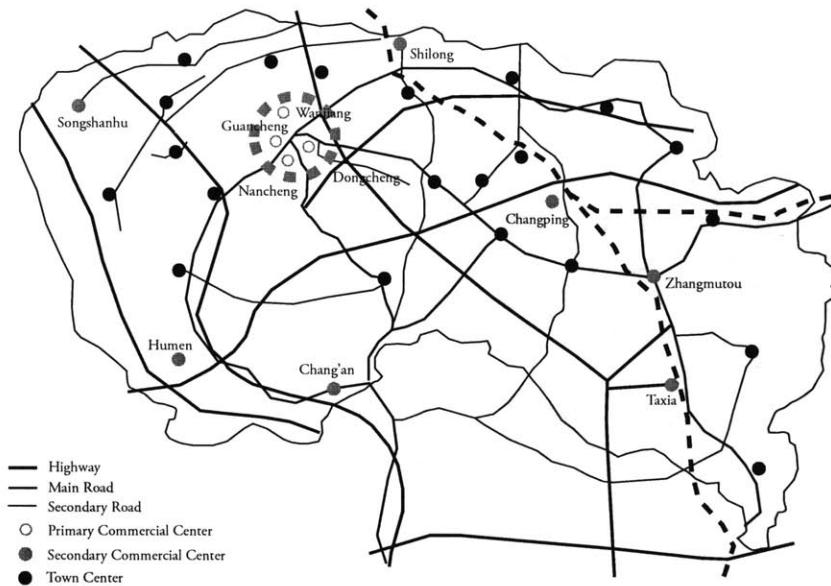 Shilong
Songshanhu
Wanjiang
Guancheng
Dongcheng
Nancheng
Changping
Zhangmutou
Humen
Chang'an
Taxia
Highway
Main Road
Secondary Road
Primary Commercial Center
Secondary Commercial Center
Town Center